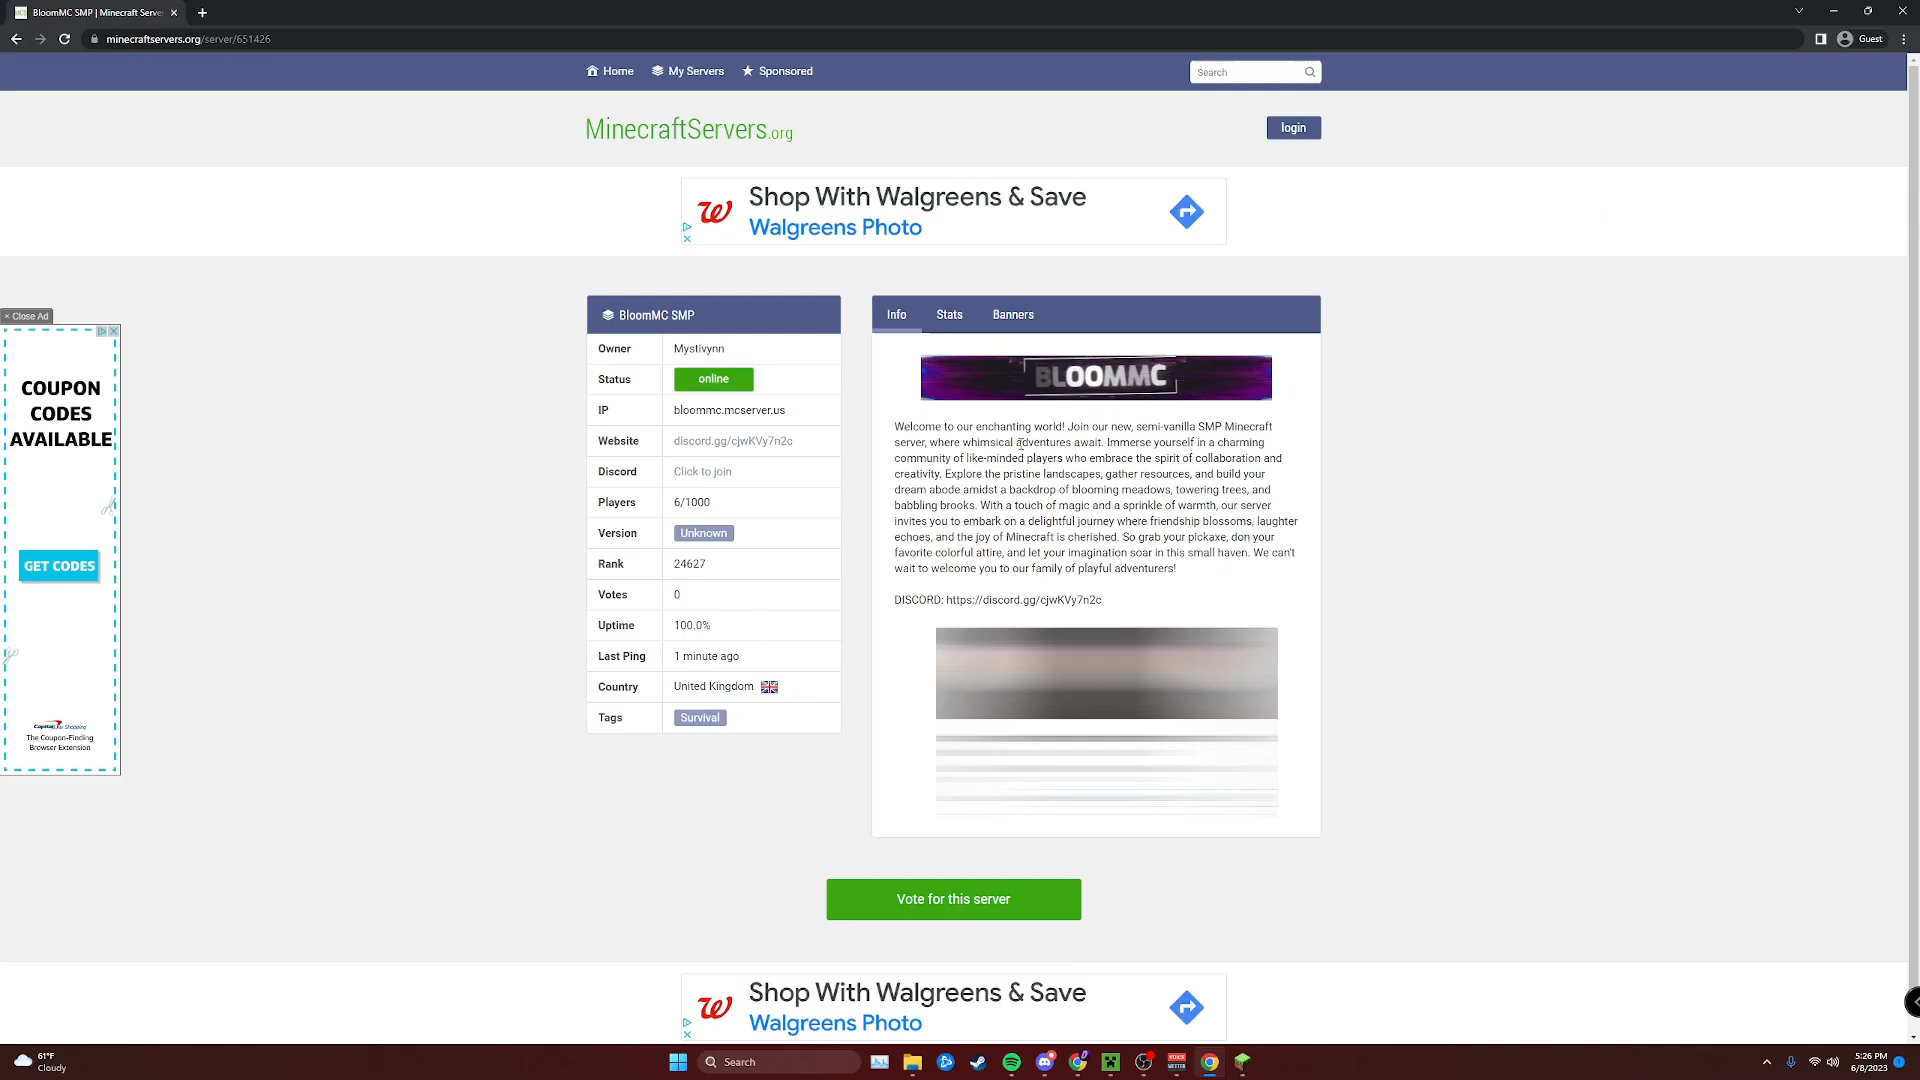 BloomMC SMP | Minecraft Serve
minecraftservers.org/server/651426
Guest
Home
My Servers
Sponsored
Search
MinecraftServers.org
login
Shop With Walgreens & Save
Walgreens Photo
× Close Ad
COUPON
CODES
AVAILABLE
GET CODES
The Coupon-Finding
Browser Extension
BloomMC SMP
Owner Mystivynn
Status online
IP bloommc.mcserver.us
Website discord.gg/cjwKVy7n2c
Discord Click to join
Players 6/1000
Version Unknown
Rank 24627
Votes 0
Uptime 100.0%
Last Ping 1 minute ago
Country United Kingdom
Tags Survival
Info Stats Banners
BLOOMMC
Welcome to our enchanting world! Join our new, semi-vanilla SMP Minecraft
server, where whimsical adventures await. Immerse yourself in a charming
community of like-minded players who embrace the spirit of collaboration and
creativity. Explore the pristine landscapes, gather resources, and build your
dream abode amidst a backdrop of blooming meadows, towering trees, and
babbling brooks. With a touch of magic and a sprinkle of warmth, our server
invites you to embark on a delightful journey where friendship blossoms, laughter
echoes, and the joy of Minecraft is cherished. So grab your pickaxe, don your
favorite colorful attire, and let your imagination soar in this small haven. We can't
wait to welcome you to our family of playful adventurers!
DISCORD: https://discord.gg/cjwKVy7n2c
Vote for this server
Shop With Walgreens & Save
Walgreens Photo
61°F
Cloudy
Search
5:26 PM
6/8/2023